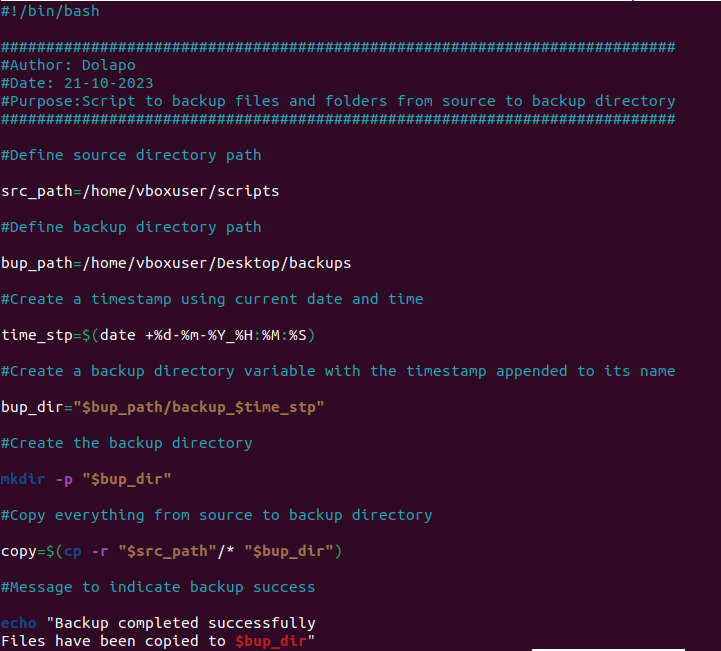 #!/bin/bash
###########################################################################
#Author: Dolapo
#Date: 21-10-2023
#Purpose:Script to backup files and folders from source to backup directory
###########################################################################
#Define source directory path
src_path=/home/vboxuser/scripts
#Define backup directory path
bup_path=/home/vboxuser/Desktop/backups
#Create a timestamp using current date and time
time_stp=$(date +%d-%m-%Y_%H:%M:%S)
#Create a backup directory variable with the timestamp appended to its name
bup_dir="$bup_path/backup_$time_stp"
#Create the backup directory
mkdir -p "$bup_dir"
#Copy everything from source to backup directory
copy=$(cp -r "$src_path"/* "$bup_dir")
#Message to indicate backup success
echo "Backup completed successfully
Files have been copied to $bup_dir"